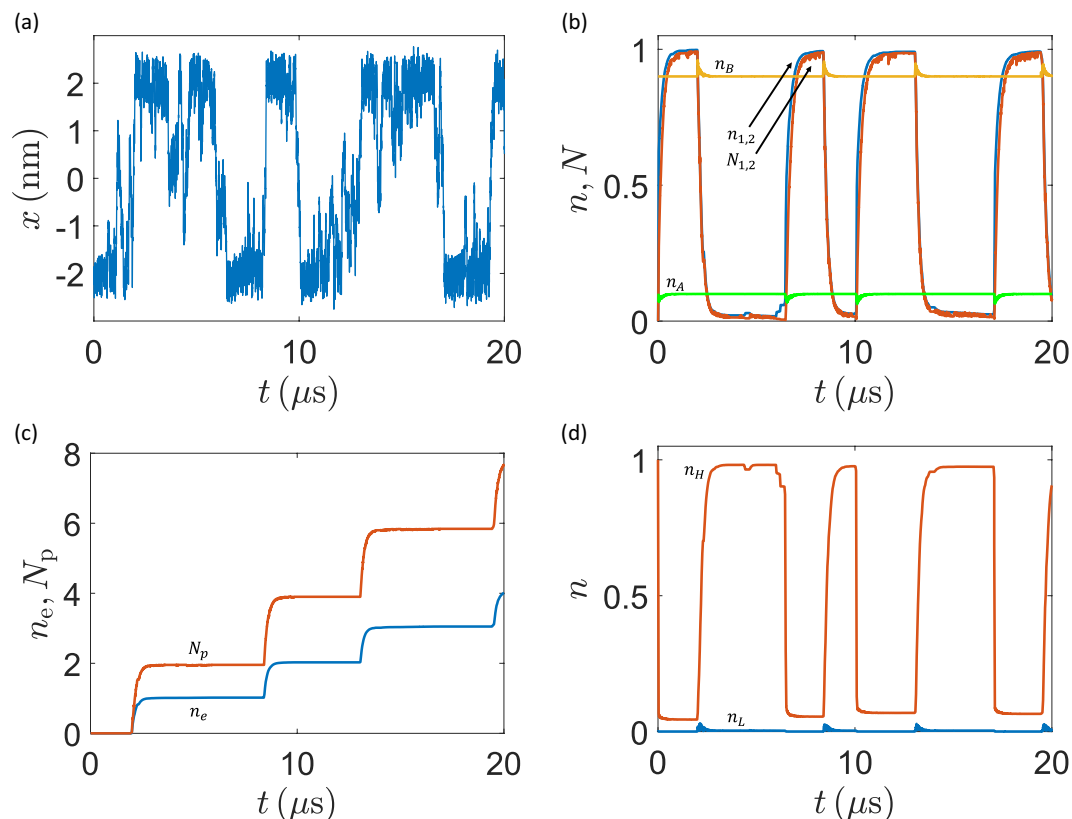 (a)
x (nm)
2
1
0
-1
-2
0
10
20
t (μs)
(b)
n, N
1
0.5
0
n_B
n_{1,2}
N_{1,2}
n_A
0
10
20
t (μs)
(c)
n_e, N_p
8
6
4
2
0
N_p
n_e
0
10
20
t (μs)
(d)
n
1
0.5
0
n_H
n_L
0
10
20
t (μs)